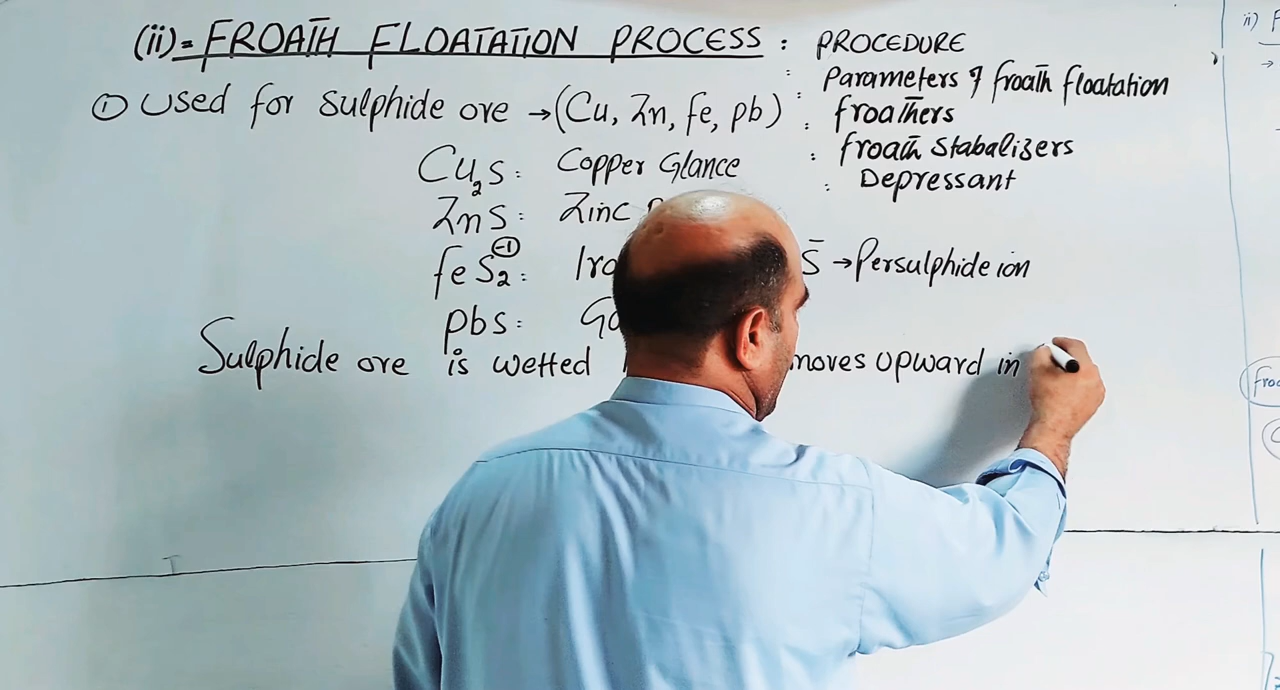 (ii)= FROATH FLOATATION PROCESS : PROCEDURE
: Parameters of froath floatation
① Used for sulphide ore → (Cu, Zn, Fe, Pb) : froathers
: froath stabalizers
: Depressant
Cu₂S: Copper Glance
ZnS: Zinc
FeS₂⁻¹: S̄ → Persulphide ion
Pbs:
Sulphide ore is wetted moves upward in
ii)
→